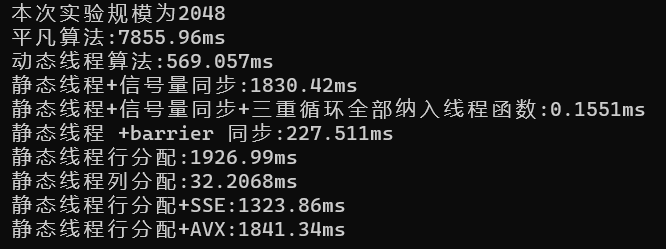 本次实验规模为2048
平凡算法:7855.96ms
动态线程算法:569.057ms
静态线程+信号量同步:1830.42ms
静态线程+信号量同步+三重循环全部纳入线程函数:0.1551ms
静态线程 +barrier 同步:227.511ms
静态线程行分配:1926.99ms
静态线程列分配:32.2068ms
静态线程行分配+SSE:1323.86ms
静态线程行分配+AVX:1841.34ms